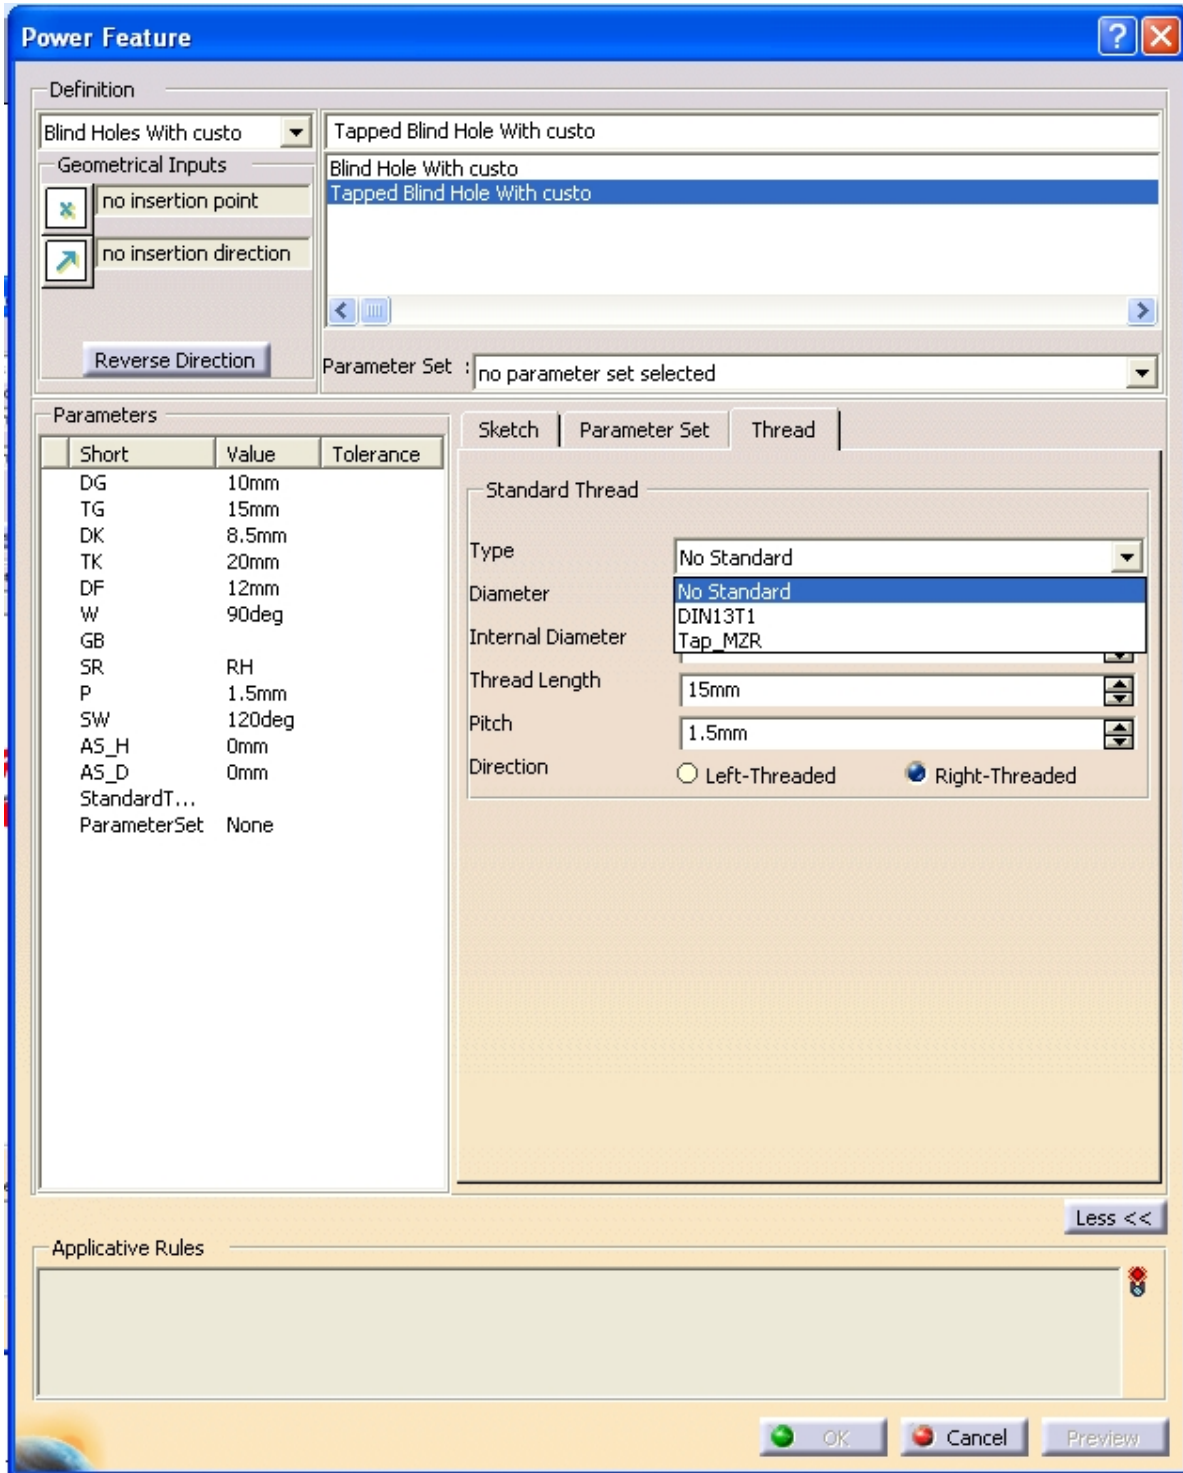 Power Feature
Definition
Blind Holes With custo
Tapped Blind Hole With custo
Geometrical Inputs
no insertion point
no insertion direction
Reverse Direction
Blind Hole With custo
Tapped Blind Hole With custo
Parameter Set : no parameter set selected
Parameters
Short Value Tolerance
DG 10mm
TG 15mm
DK 8.5mm
TK 20mm
DF 12mm
W 90deg
GB
SR RH
P 1.5mm
SW 120deg
AS_H 0mm
AS_D 0mm
StandardT...
ParameterSet None
Sketch Parameter Set Thread
Standard Thread
Type No Standard
No Standard
DIN13T1
Tap_MZR
Diameter
Internal Diameter
Thread Length 15mm
Pitch 1.5mm
Direction Left-Threaded Right-Threaded
Less <<
Applicative Rules
OK Cancel Preview